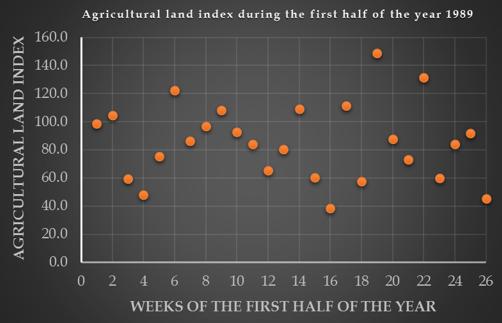 Agricultural land index during the first half of the year 1989
AGRICULTURAL LAND INDEX
160.0
140.0
120.0
100.0
80.0
60.0
40.0
20.0
0.0
0 2 4 6 8 10 12 14 16 18 20 22 24 26
WEEKS OF THE FIRST HALF OF THE YEAR